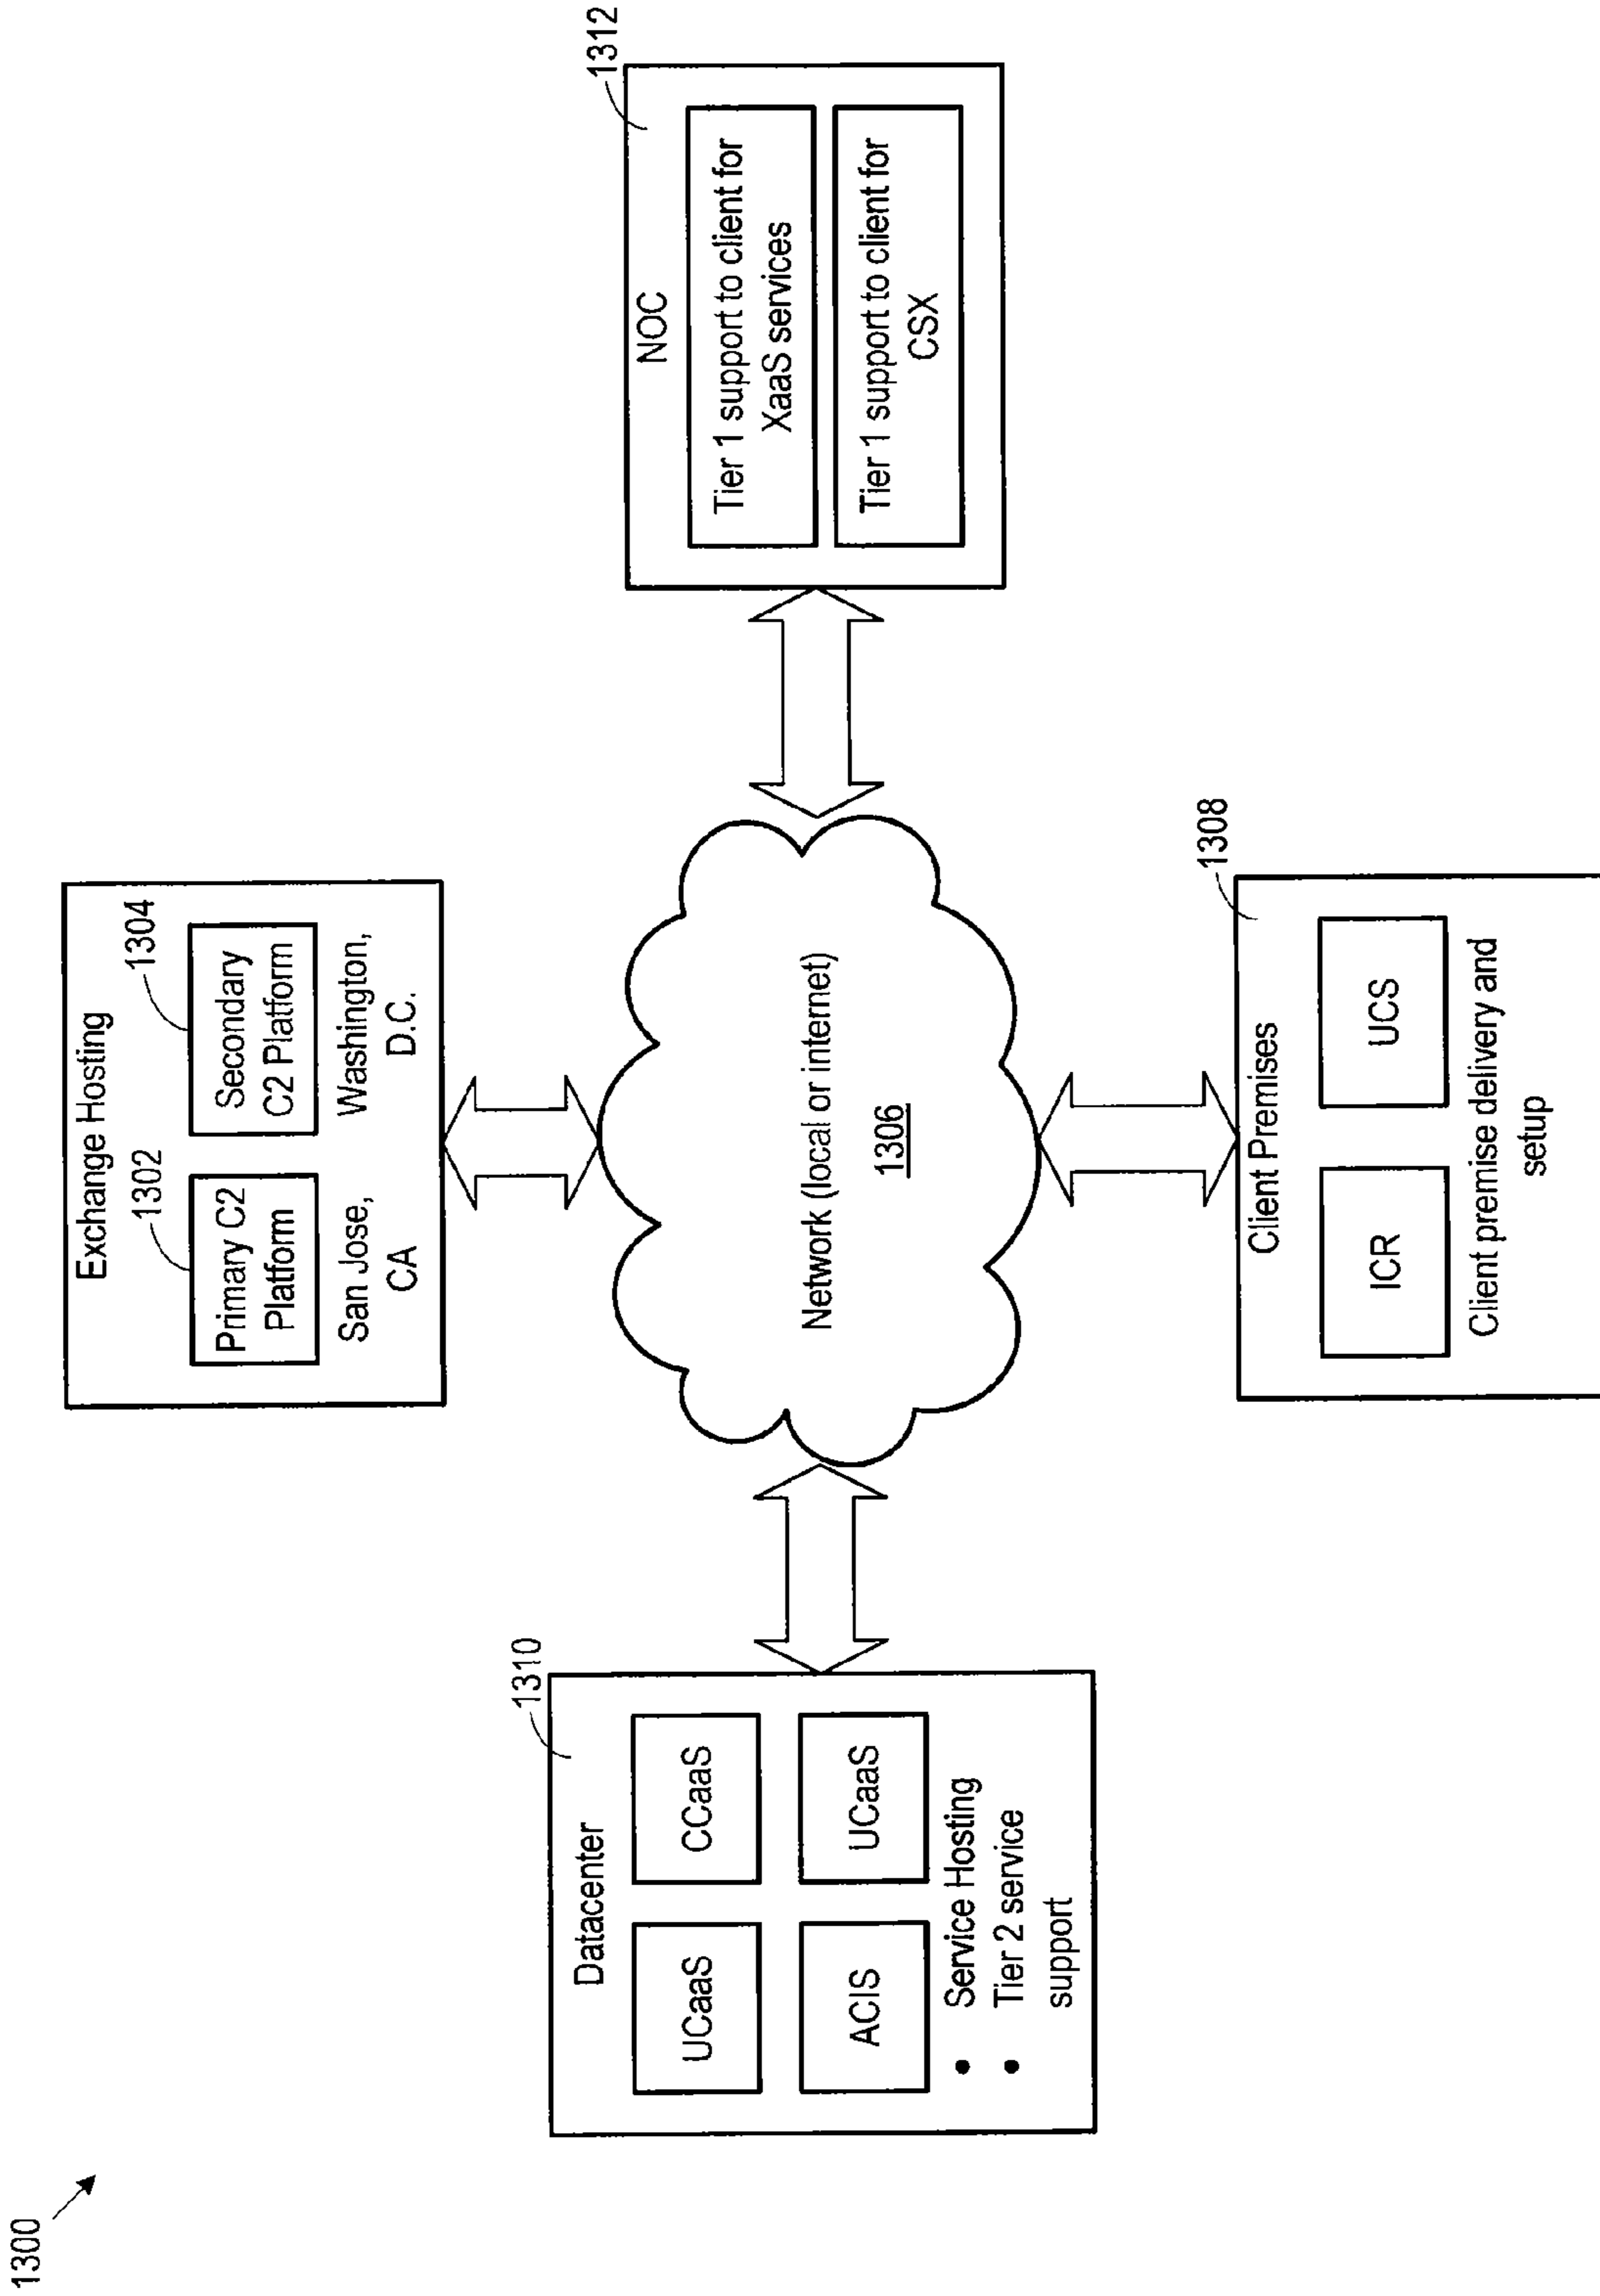 1300
Exchange Hosting
1302
1304
Primary C2
Platform
Secondary
C2 Platform
San Jose,
CA
Washington,
D.C.
1310
Datacenter
UCaaS
CCaaS
ACIS
UCaaS
• Service Hosting
• Tier 2 service
support
Network (local or internet)
1306
1312
NOC
Tier 1 support to client for
XaaS services
Tier 1 support to client for
CSX
1308
Client Premises
ICR
UCS
Client premise delivery and
setup